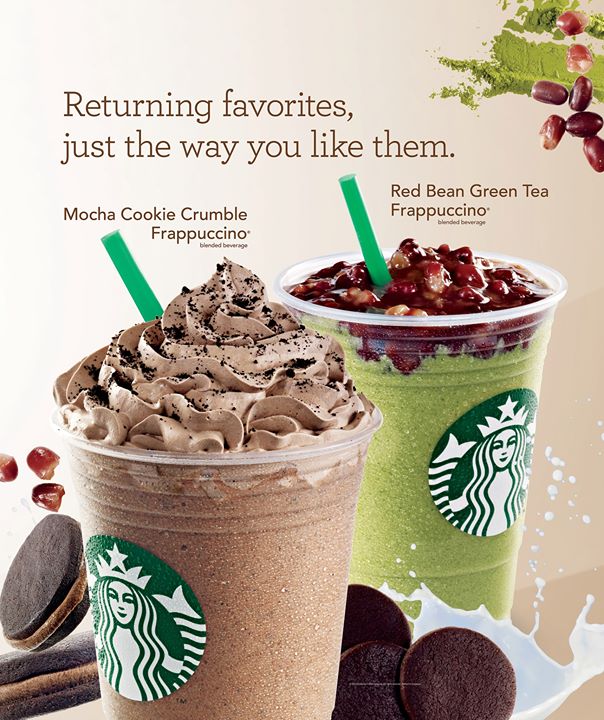 Returning favorites,
just the way you like them.
Mocha Cookie Crumble
Frappuccino®
blended beverage
Red Bean Green Tea
Frappuccino®
blended beverage